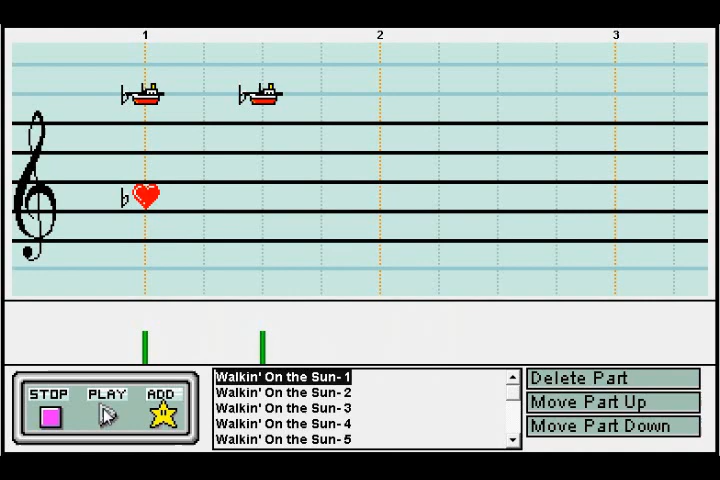 1 2 3
STOP PLAY ADD
Walkin' On the Sun- 1
Walkin' On the Sun- 2
Walkin' On the Sun- 3
Walkin' On the Sun- 4
Walkin' On the Sun- 5
Delete Part
Move Part Up
Move Part Down